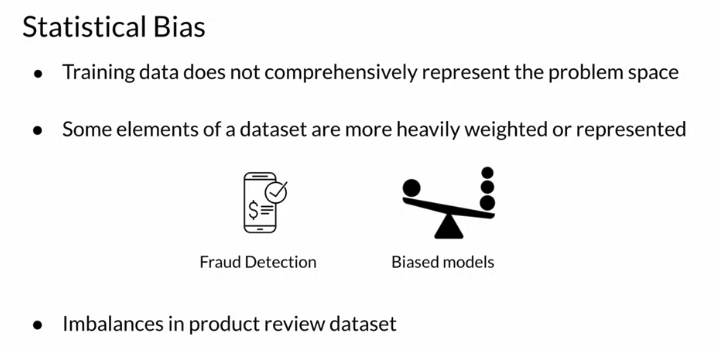 Statistical Bias
● Training data does not comprehensively represent the problem space
● Some elements of a dataset are more heavily weighted or represented
$
Fraud Detection
Biased models
● Imbalances in product review dataset